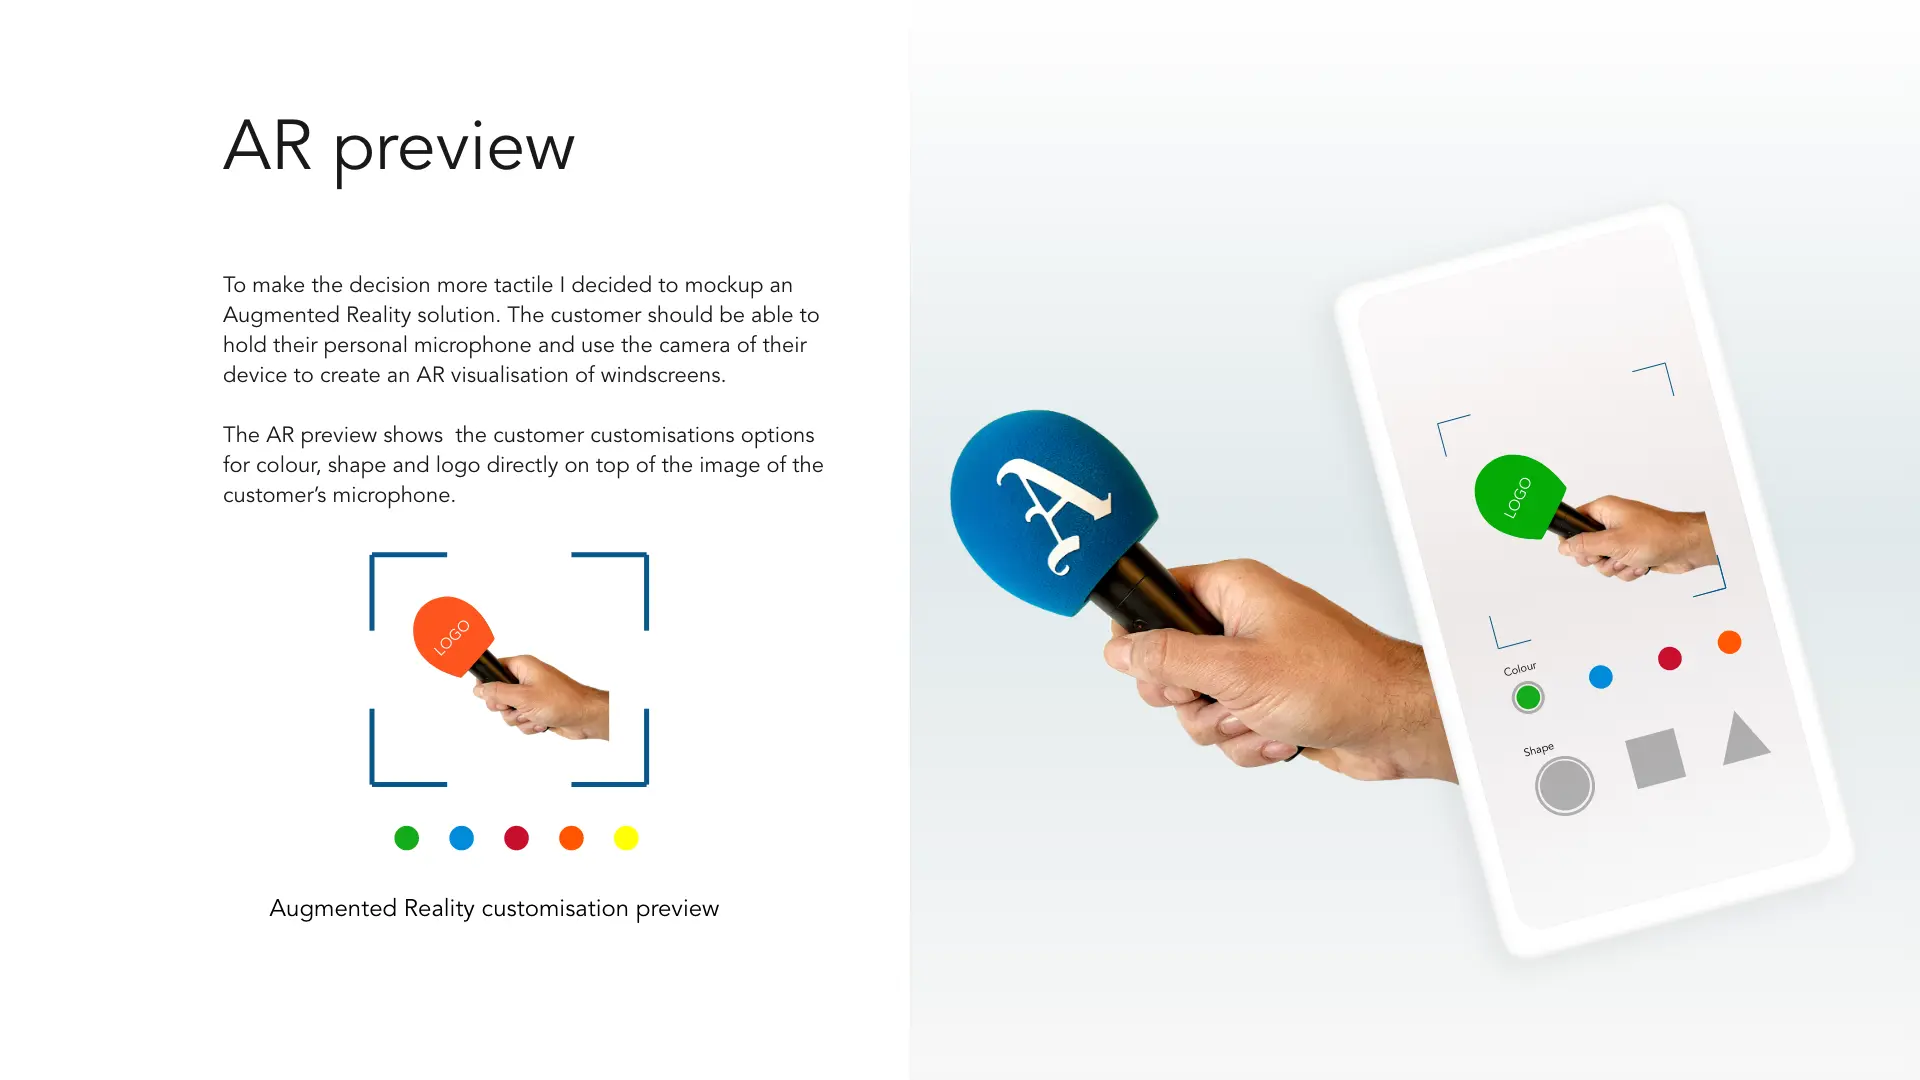 AR preview
To make the decision more tactile I decided to mockup an
Augmented Reality solution. The customer should be able to
hold their personal microphone and use the camera of their
device to create an AR visualisation of windscreens.
The AR preview shows  the customer customisations options
for colour, shape and logo directly on top of the image of the
customer’s microphone.
LOGO
Augmented Reality customisation preview
A
LOGO
Colour
Shape